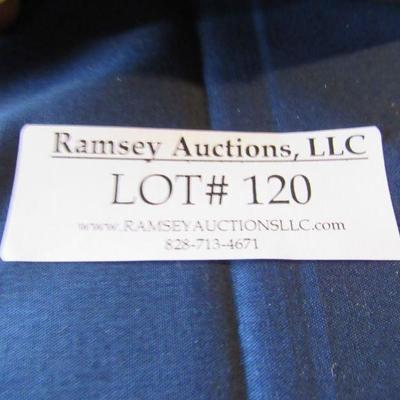 Ramsey Auctions, LLC
LOT# 120
www.RAMSEYAUCTIONSLLC.com
828-713-4671